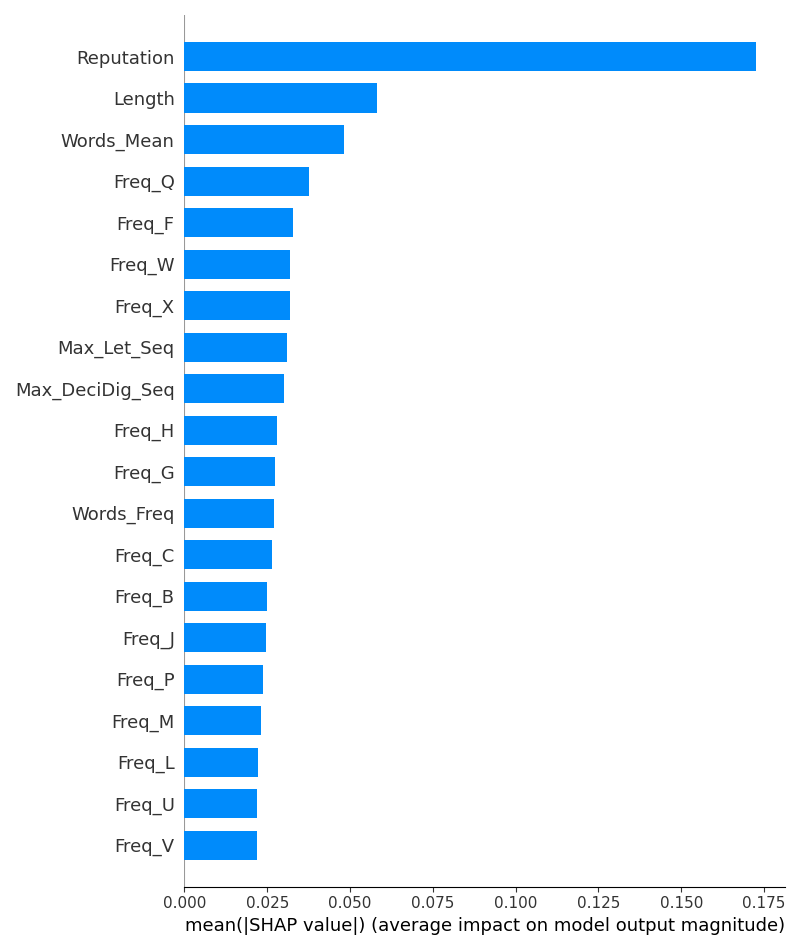 Reputation
Length
Words_Mean
Freq_Q
Freq_F
Freq_W
Freq_X
Max_Let_Seq
Max_DeciDig_Seq
Freq_H
Freq_G
Words_Freq
Freq_C
Freq_B
Freq_J
Freq_P
Freq_M
Freq_L
Freq_U
Freq_V
0.000 0.025 0.050 0.075 0.100 0.125 0.150 0.175
mean(|SHAP value|) (average impact on model output magnitude)